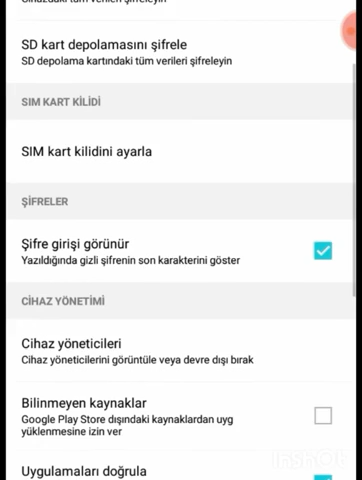 Cihazdaki tüm verileri şifreleyin
SD kart depolamasını şifrele
SD depolama kartındaki tüm verileri şifreleyin
SIM KART KİLİDİ
SIM kart kilidini ayarla
ŞİFRELER
Şifre girişi görünür
Yazıldığında gizli şifrenin son karakterini göster
CİHAZ YÖNETİMİ
Cihaz yöneticileri
Cihaz yöneticilerini görüntüle veya devre dışı bırak
Bilinmeyen kaynaklar
Google Play Store dışındaki kaynaklardan uyg
yüklenmesine izin ver
Uygulamaları doğrula